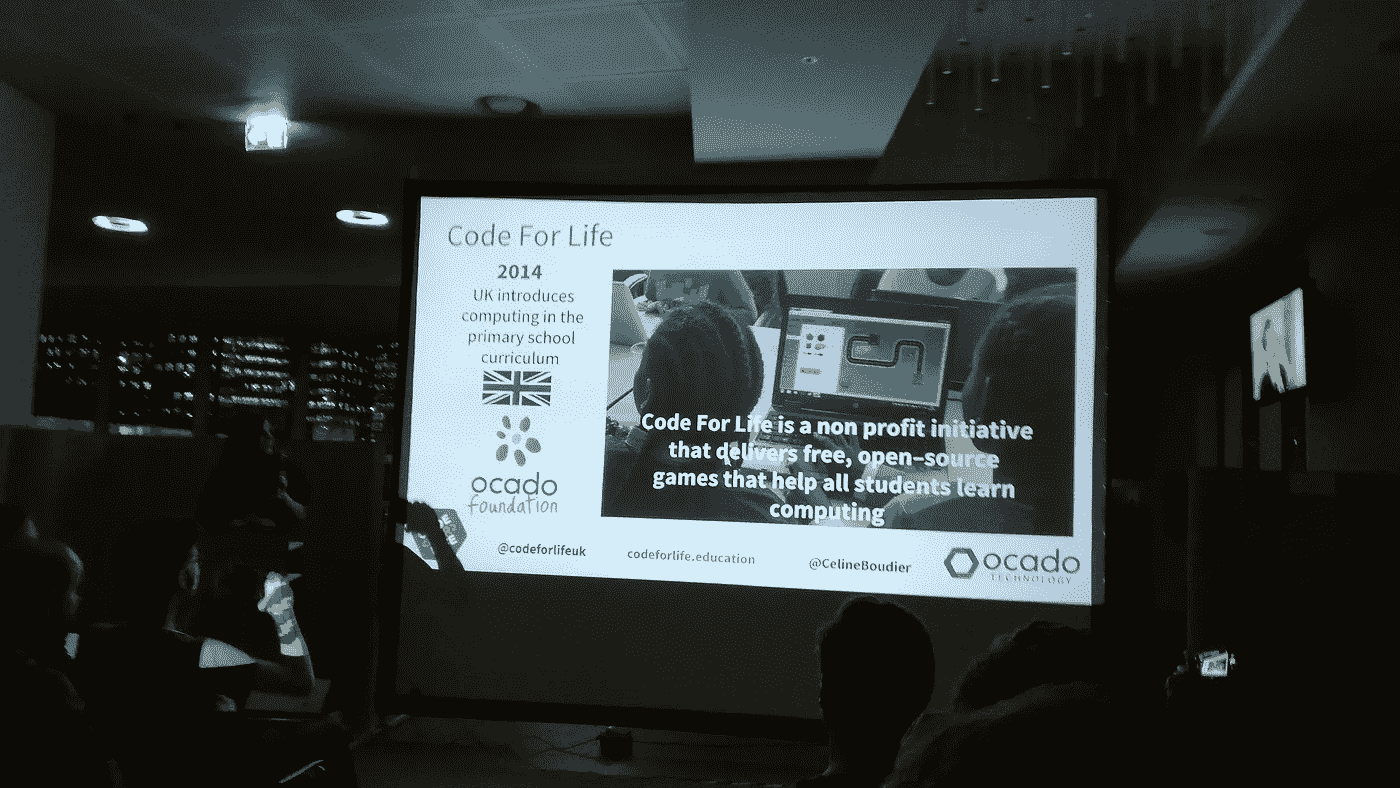 Code For Life
2014
UK introduces
computing in the
primary school
curriculum
ocado
foundation
Code For Life is a non profit initiative
that delivers free, open-source
games that help all students learn
computing
@codeforlifeuk
codeforlife.education
@CelineBoudier
ocado
TECHNOLOGY